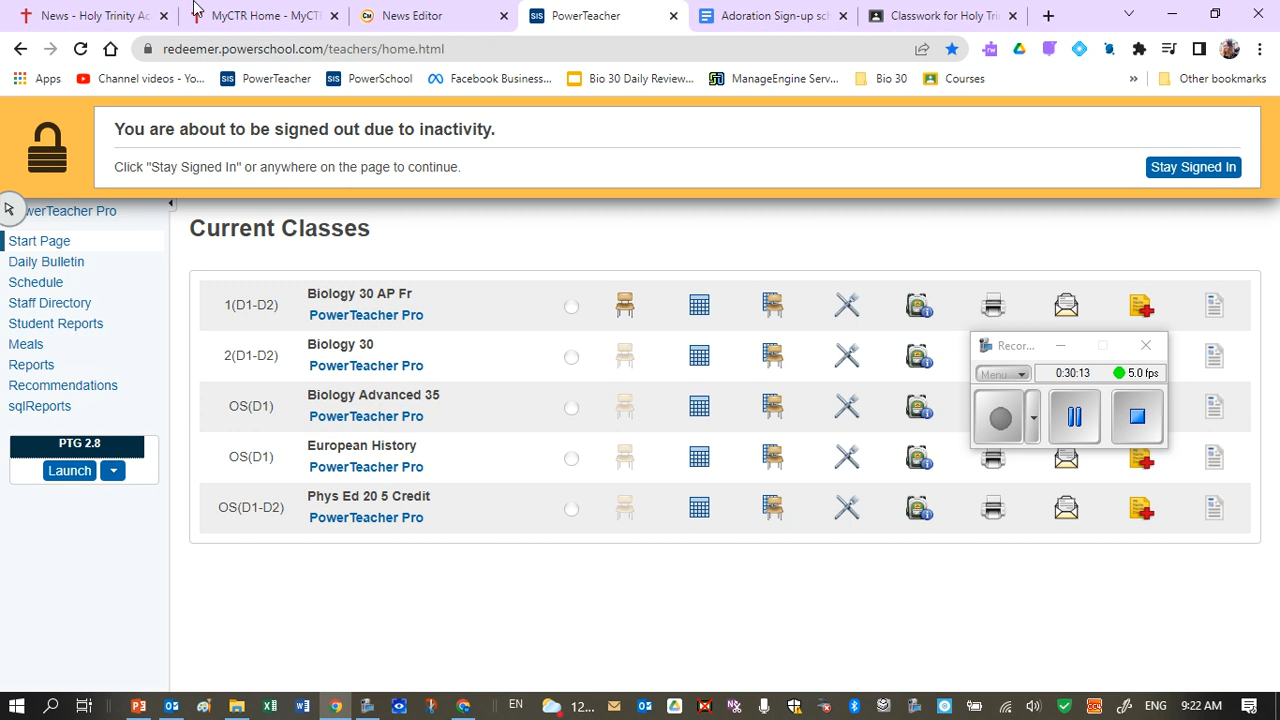 News - Holy Trinity Ac
MyCTR Home - MyCT
CM News Editor
SIS PowerTeacher
Adoration Sign-up sc
Classwork for Holy Tri
redeemer.powerschool.com/teachers/home.html
Apps Channel videos - Yo... SIS PowerTeacher SIS PowerSchool Facebook Business... Bio 30 Daily Review... ManageEngine Serv... Bio 30 Courses » Other bookmarks
You are about to be signed out due to inactivity.
Click "Stay Signed In" or anywhere on the page to continue.
Stay Signed In
werTeacher Pro
Start Page
Daily Bulletin
Schedule
Staff Directory
Student Reports
Meals
Reports
Recommendations
sqlReports
PTG 2.8
Launch
Current Classes
1(D1-D2) Biology 30 AP Fr
PowerTeacher Pro
2(D1-D2) Biology 30
PowerTeacher Pro
OS(D1) Biology Advanced 35
PowerTeacher Pro
OS(D1) European History
PowerTeacher Pro
OS(D1-D2) Phys Ed 20 5 Credit
PowerTeacher Pro
Recor...
Menu 0:30:13 5.0 fps
EN 12... ENG 9:22 AM